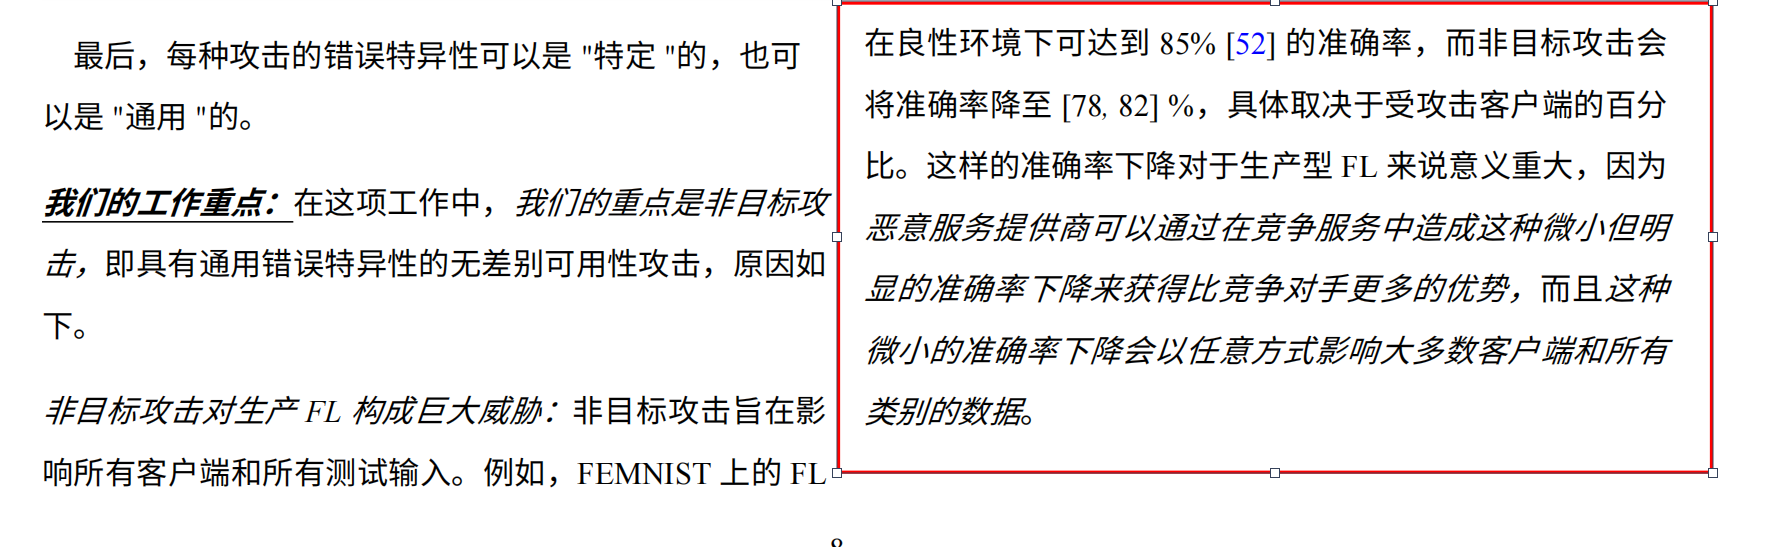 最后，每种攻击的错误特异性可以是 "特定 "的，也可
以是 "通用 "的。
我们的工作重点：在这项工作中，我们的重点是非目标攻
击，即具有通用错误特异性的无差别可用性攻击，原因如
下。
非目标攻击对生产 FL 构成巨大威胁：非目标攻击旨在影
响所有客户端和所有测试输入。例如，FEMNIST 上的 FL
在良性环境下可达到 85% [52] 的准确率，而非目标攻击会
将准确率降至 [78, 82] %，具体取决于受攻击客户端的百分
比。这样的准确率下降对于生产型 FL 来说意义重大，因为
恶意服务提供商可以通过在竞争服务中造成这种微小但明
显的准确率下降来获得比竞争对手更多的优势，而且这种
微小的准确率下降会以任意方式影响大多数客户端和所有
类别的数据。